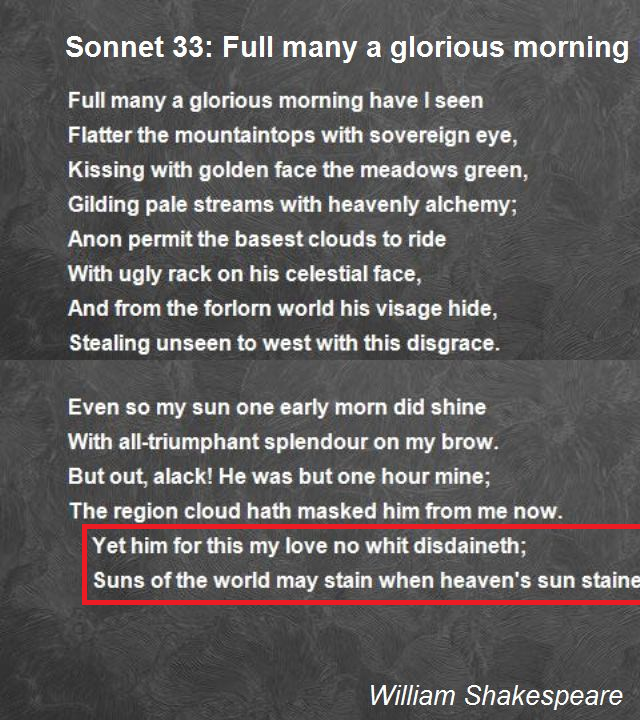 Sonnet 33: Full many a glorious morning
Full many a glorious morning have I seen
Flatter the mountaintops with sovereign eye,
Kissing with golden face the meadows green,
Gilding pale streams with heavenly alchemy;
Anon permit the basest clouds to ride
With ugly rack on his celestial face,
And from the forlorn world his visage hide,
Stealing unseen to west with this disgrace.
Even so my sun one early morn did shine
With all-triumphant splendour on my brow.
But out, alack! He was but one hour mine;
The region cloud hath masked him from me now.
Yet him for this my love no whit disdaineth;
Suns of the world may stain when heaven's sun staine
William Shakespeare